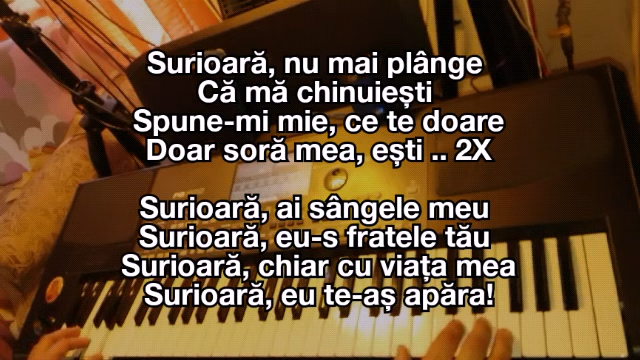 Surioară, nu mai plânge
Că mă chinuiești
Spune-mi mie, ce te doare
Doar soră mea, ești .. 2X
Surioară, ai sângele meu
Surioară, eu-s fratele tău
Surioară, chiar cu viața mea
Surioară, eu te-aș apăra!